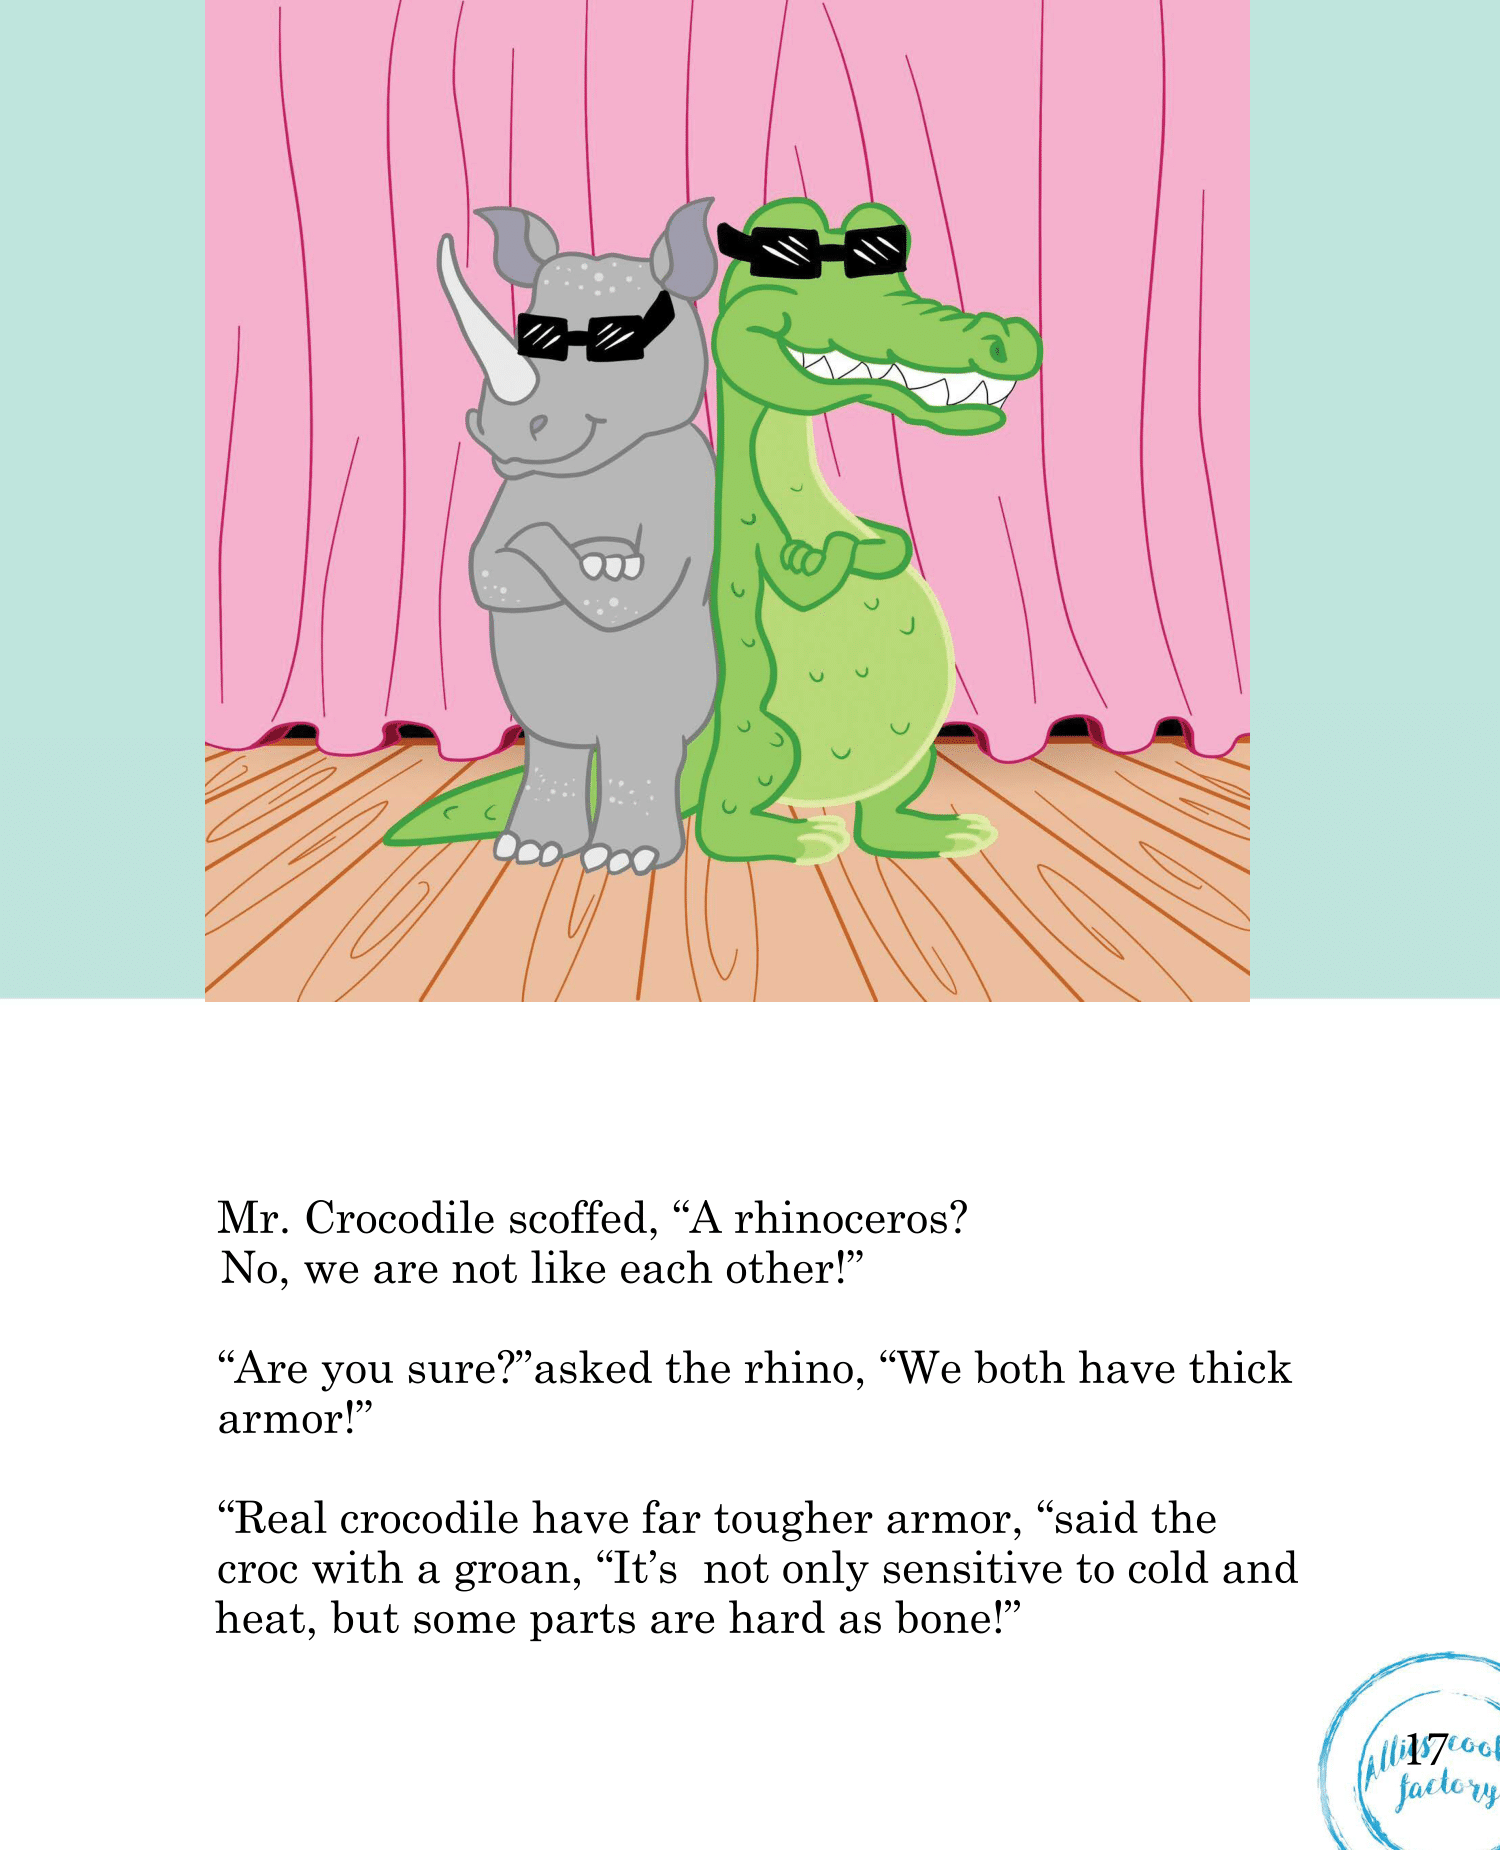 Mr. Crocodile scoffed, “A rhinoceros?
No, we are not like each other!”
“Are you sure?”asked the rhino, “We both have thick
armor!”
“Real crocodile have far tougher armor, “said the
croc with a groan, “It’s  not only sensitive to cold and
heat, but some parts are hard as bone!”
17
factory